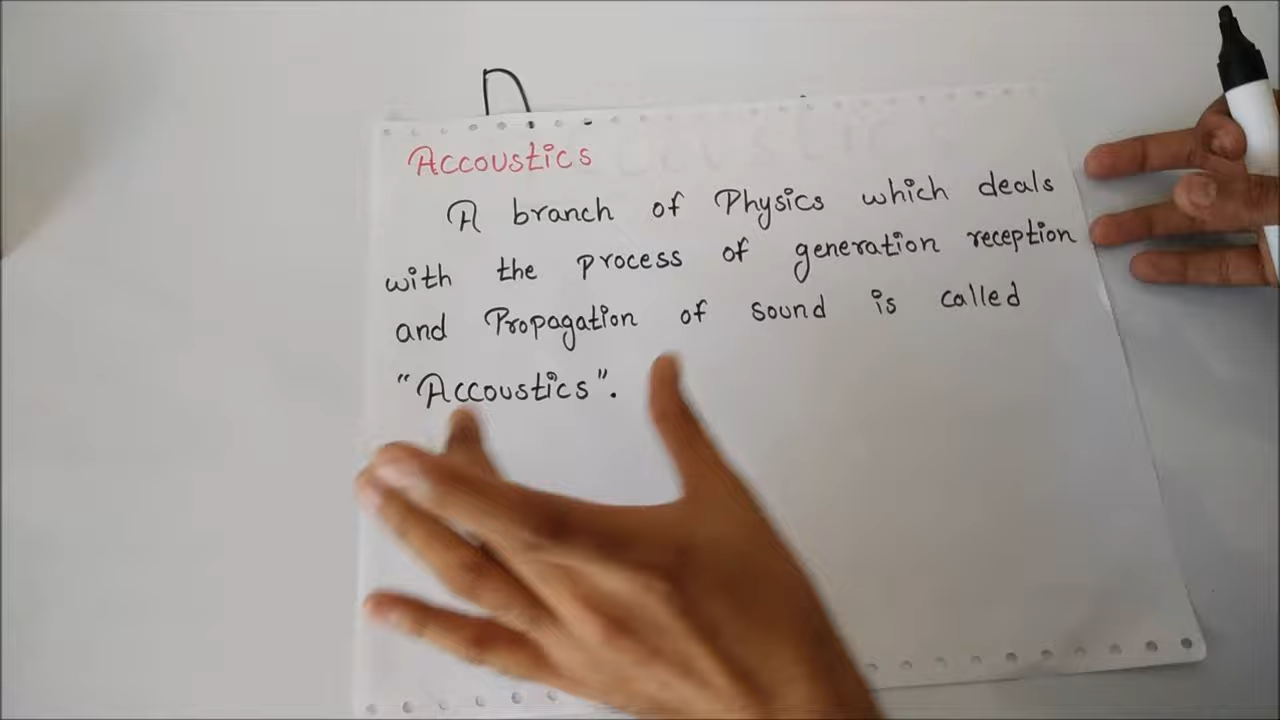 Accoustics
A branch of Physics which deals
with the process of generation reception
and Propagation of sound is called
"Accoustics".